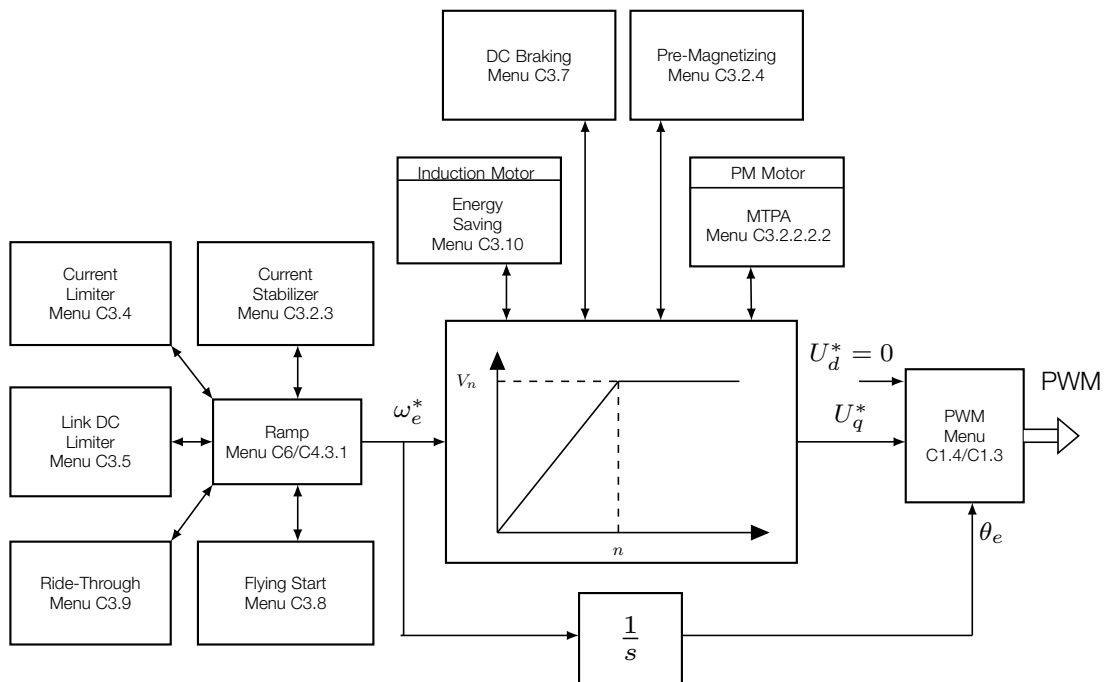 DC Braking
Menu C3.7
Pre-Magnetizing
Menu C3.2.4
Induction Motor
Energy
Saving
Menu C3.10
PM Motor
MTPA
Menu C3.2.2.2.2
Current
Limiter
Menu C3.4
Current
Stabilizer
Menu C3.2.3
Link DC
Limiter
Menu C3.5
Ramp
Menu C6/C4.3.1
Ride-Through
Menu C3.9
Flying Start
Menu C3.8
ω*e
Vn
n
U*d = 0
U*q
PWM
Menu
C1.4/C1.3
PWM
θe
1/s